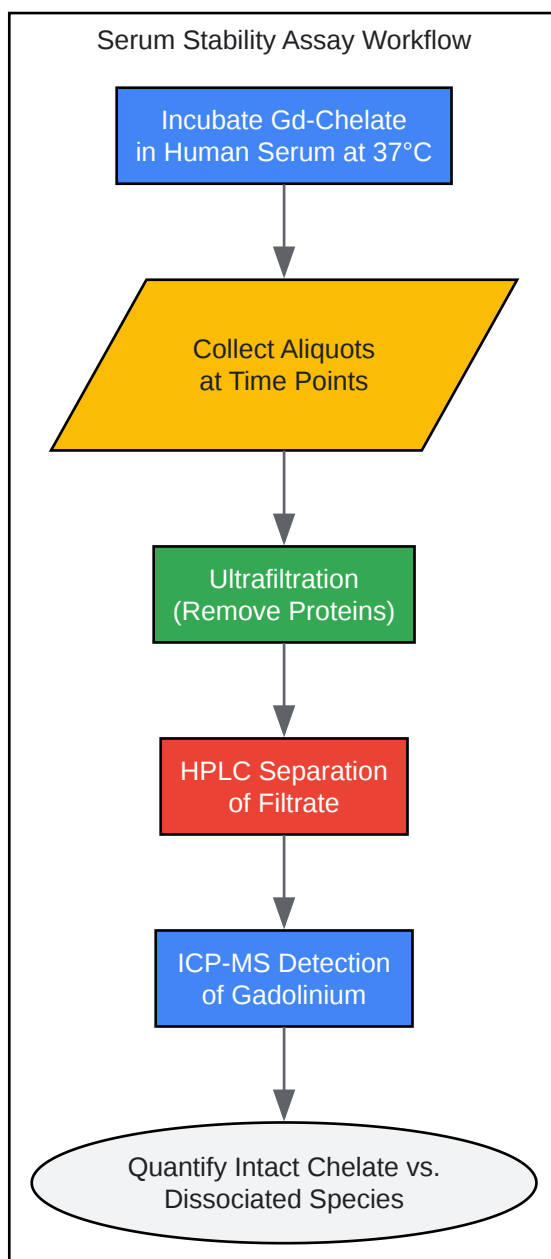 Serum Stability Assay Workflow
Incubate Gd-Chelate
in Human Serum at 37°C
Collect Aliquots
at Time Points
Ultrafiltration
(Remove Proteins)
HPLC Separation
of Filtrate
ICP-MS Detection
of Gadolinium
Quantify Intact Chelate vs.
Dissociated Species